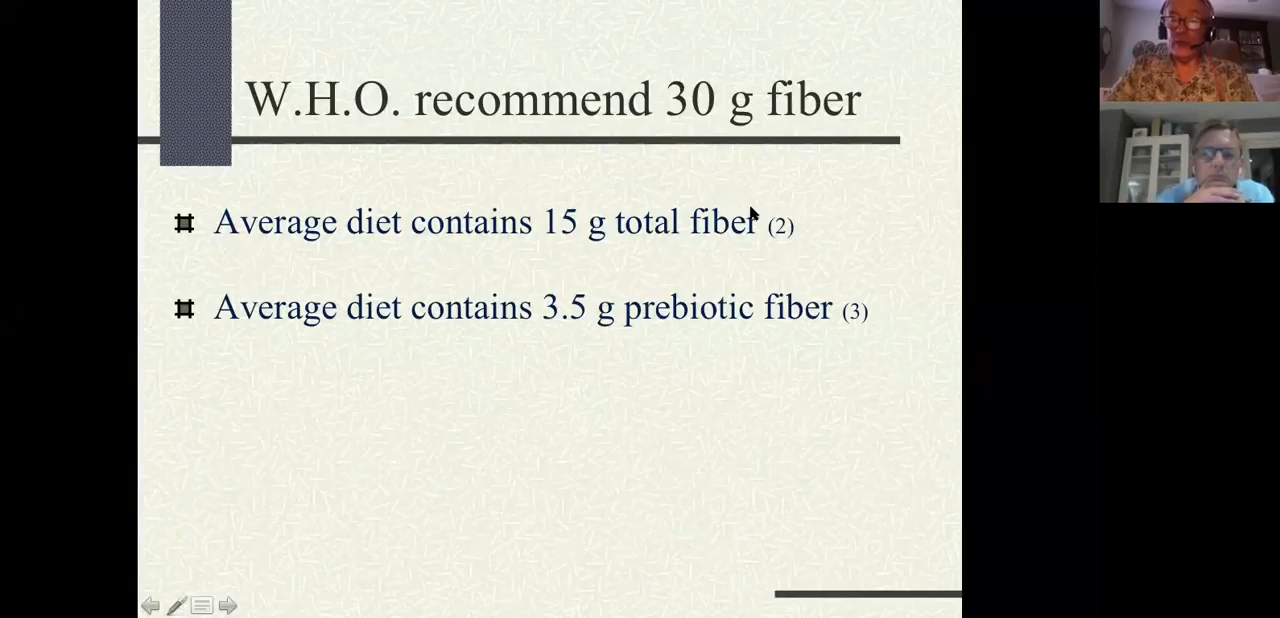 W.H.O. recommend 30 g fiber
Average diet contains 15 g total fiber (2)
Average diet contains 3.5 g prebiotic fiber (3)